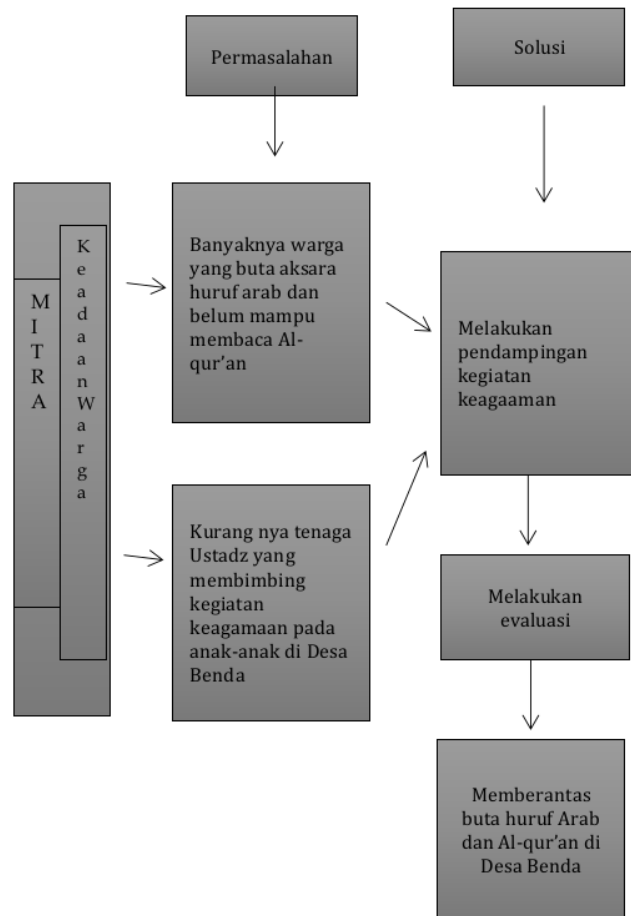 Permasalahan
Solusi
MITRA
KeadaanWarga
Banyaknya warga
yang buta aksara
huruf arab dan
belum mampu
membaca Al-
qur’an
Kurang nya tenaga
Ustadz yang
membimbing
kegiatan
keagamaan pada
anak-anak di Desa
Benda
Melakukan
pendampingan
kegiatan
keagaaman
Melakukan
evaluasi
Memberantas
buta huruf Arab
dan Al-qur’an di
Desa Benda